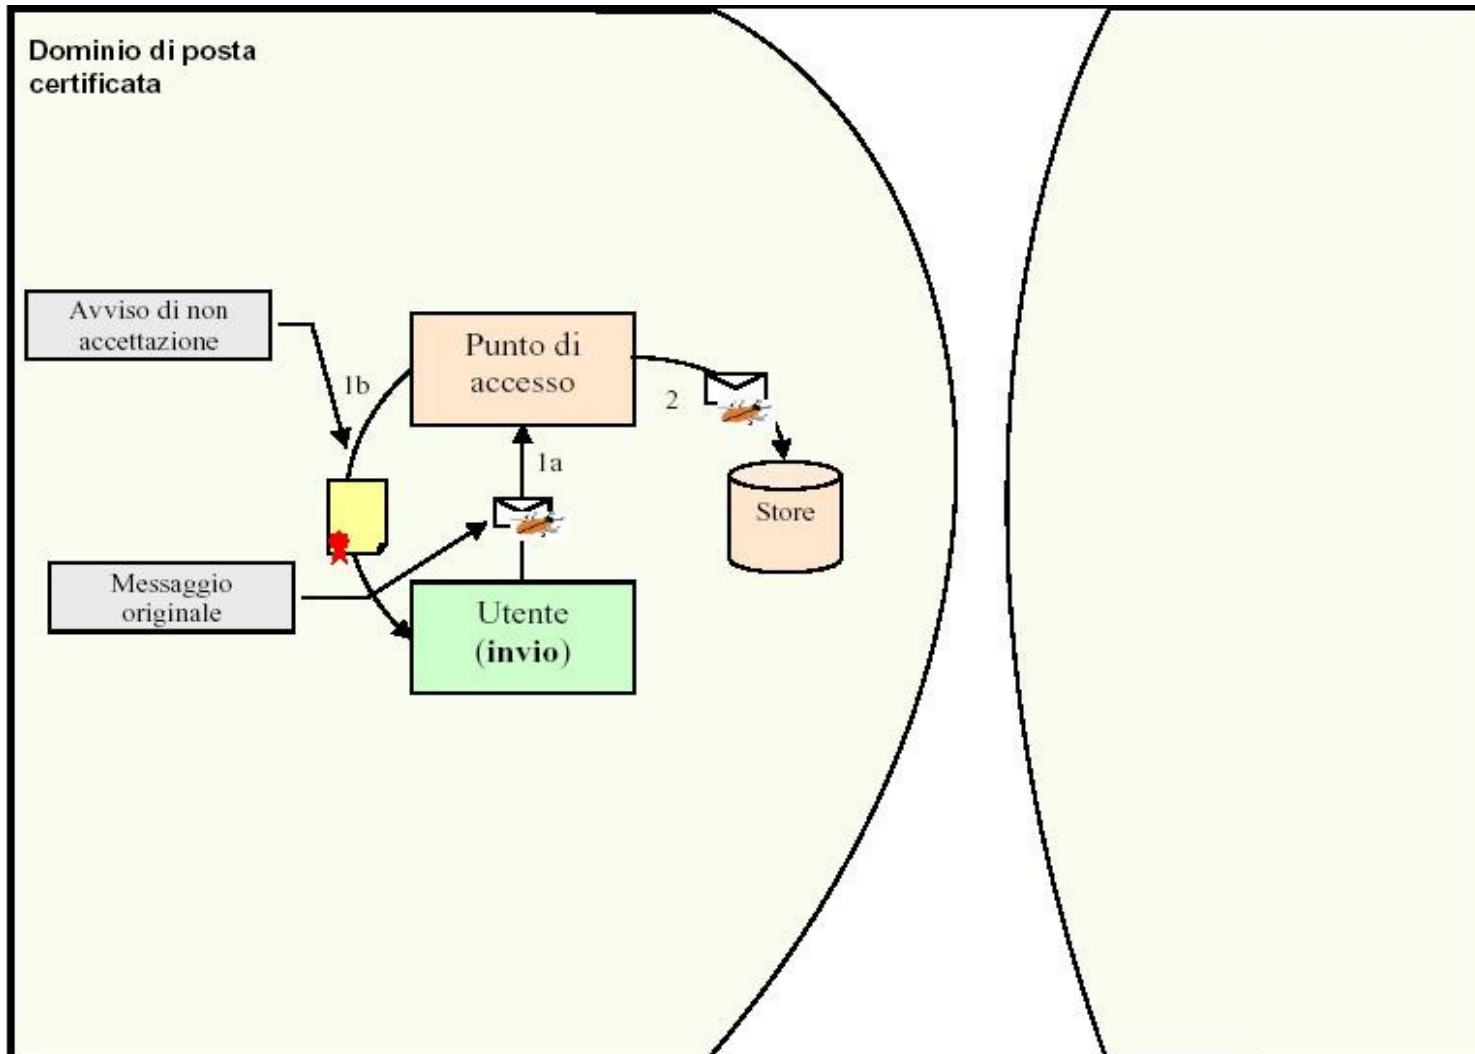 Dominio di posta
certificata
Avviso di non
accettazione
Punto di
accesso
1b
2
1a
Store
Messaggio
originale
Utente
(invio)